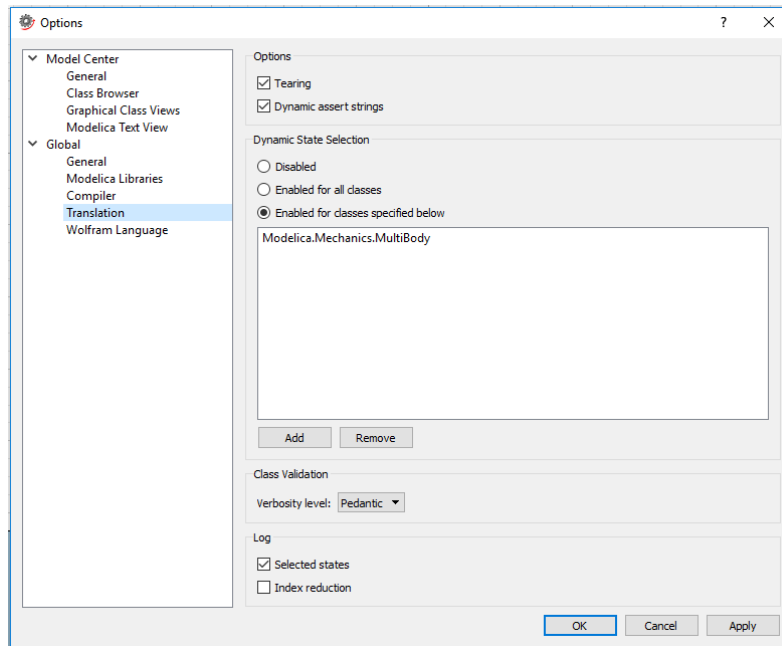 Options
?
Model Center
General
Class Browser
Graphical Class Views
Modelica Text View
Global
General
Modelica Libraries
Compiler
Translation
Wolfram Language
Options
Tearing
Dynamic assert strings
Dynamic State Selection
Disabled
Enabled for all classes
Enabled for classes specified below
Modelica.Mechanics.MultiBody
Add Remove
Class Validation
Verbosity level: Pedantic
Log
Selected states
Index reduction
OK Cancel Apply